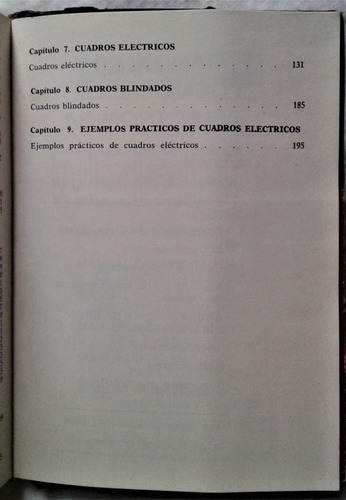 Capítulo 7. CUADROS ELECTRICOS
Cuadros eléctricos . . . . . . . . . . . 131
Capítulo 8. CUADROS BLINDADOS
Cuadros blindados . . . . . . . . . . . 185
Capítulo 9. EJEMPLOS PRACTICOS DE CUADROS ELECTRICOS
Ejemplos prácticos de cuadros eléctricos . . . . . . 195